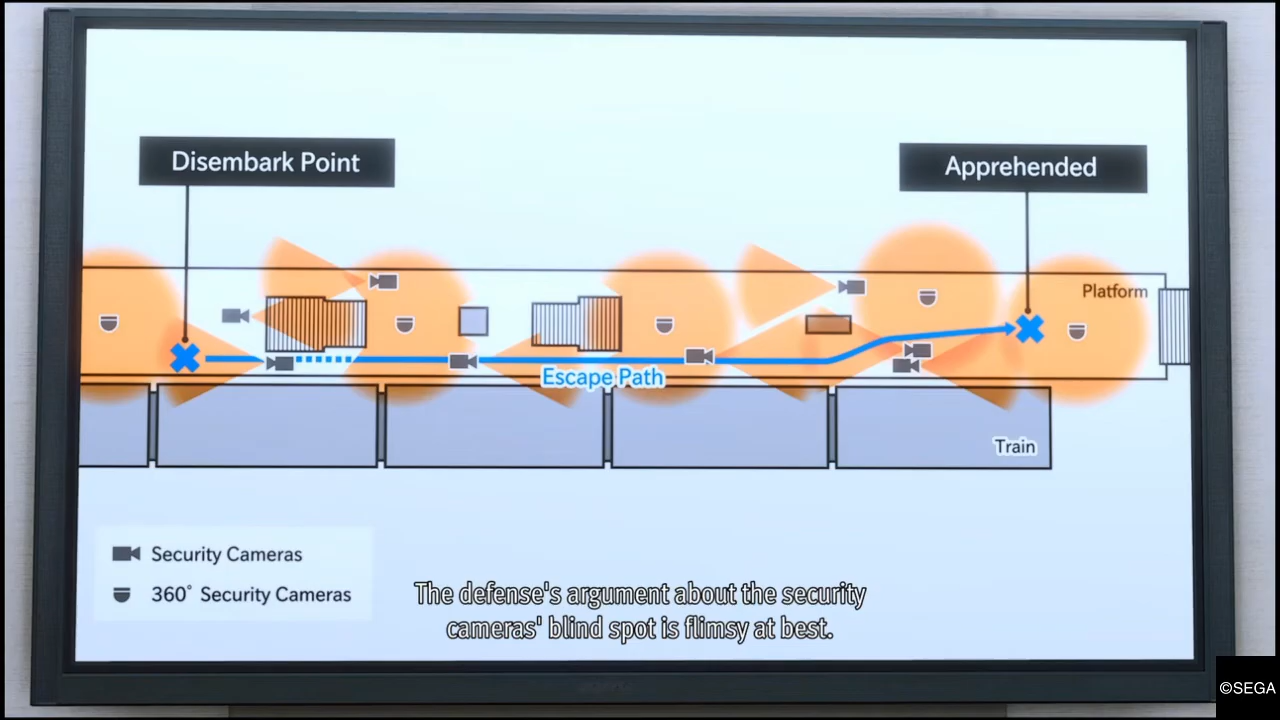 Disembark Point
Apprehended
Platform
Escape Path
Train
Security Cameras
360° Security Cameras
The defense's argument about the security
cameras' blind spot is flimsy at best.
©SEGA